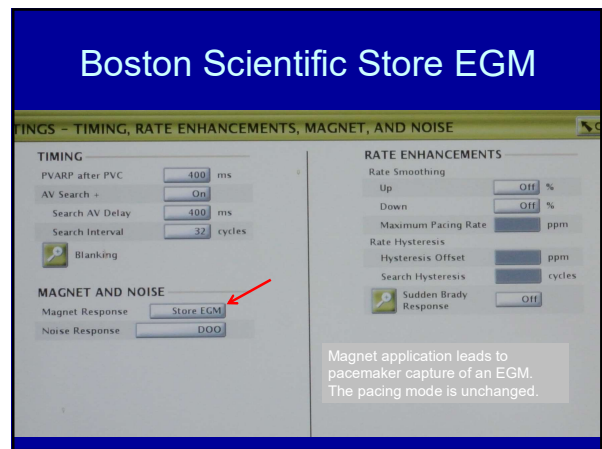 Boston Scientific Store EGM
TINGS – TIMING, RATE ENHANCEMENTS, MAGNET, AND NOISE
TIMING
PVARP after PVC 400 ms
AV Search + On
Search AV Delay 400 ms
Search Interval 32 cycles
Blanking
MAGNET AND NOISE
Magnet Response Store EGM
Noise Response DOO
RATE ENHANCEMENTS
Rate Smoothing
Up Off %
Down Off %
Maximum Pacing Rate ppm
Rate Hysteresis
Hysteresis Offset ppm
Search Hysteresis cycles
Sudden Brady
Response Off
Magnet application leads to
pacemaker capture of an EGM.
The pacing mode is unchanged.